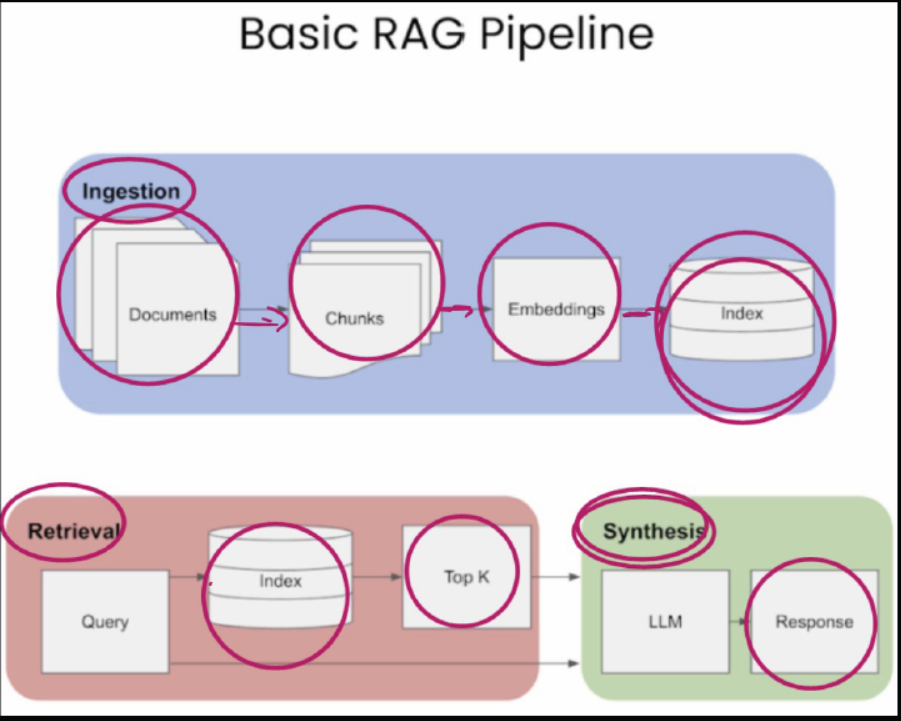 Basic RAG Pipeline
Ingestion
Documents
Chunks
Embeddings
Index
Retrieval
Query
Index
Top K
Synthesis
LLM
Response